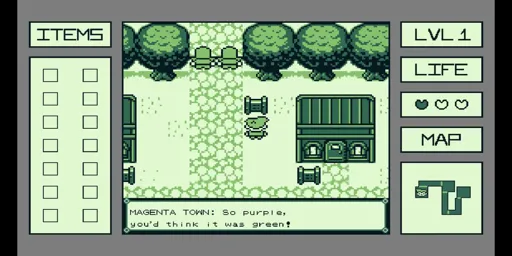 ITEMS
LVL 1
LIFE
MAP
MAGENTA TOWN: So purple,
you'd think it was green!